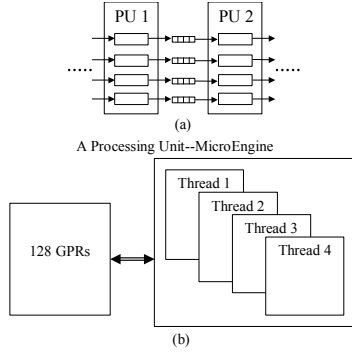 PU 1 PU 2
..... .....
(a)
A Processing Unit--MicroEngine
Thread 1
Thread 2
Thread 3
128 GPRs
Thread 4
(b)